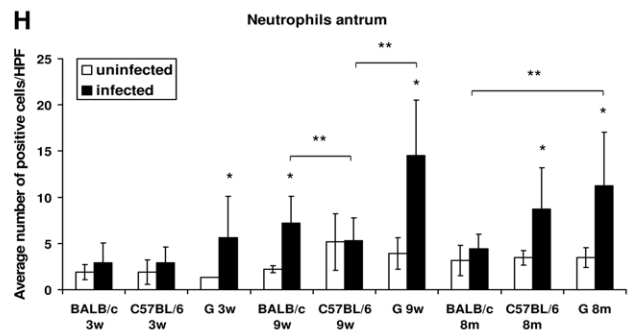 H
Neutrophils antrum
Average number of positive cells/HPF
25
20
15
10
5
0
uninfected
infected
*
*
**
**
*
**
*
*
BALB/c 3w
C57BL/6 3w
G 3w
BALB/c 9w
C57BL/6 9w
G 9w
BALB/c 8m
C57BL/6 8m
G 8m